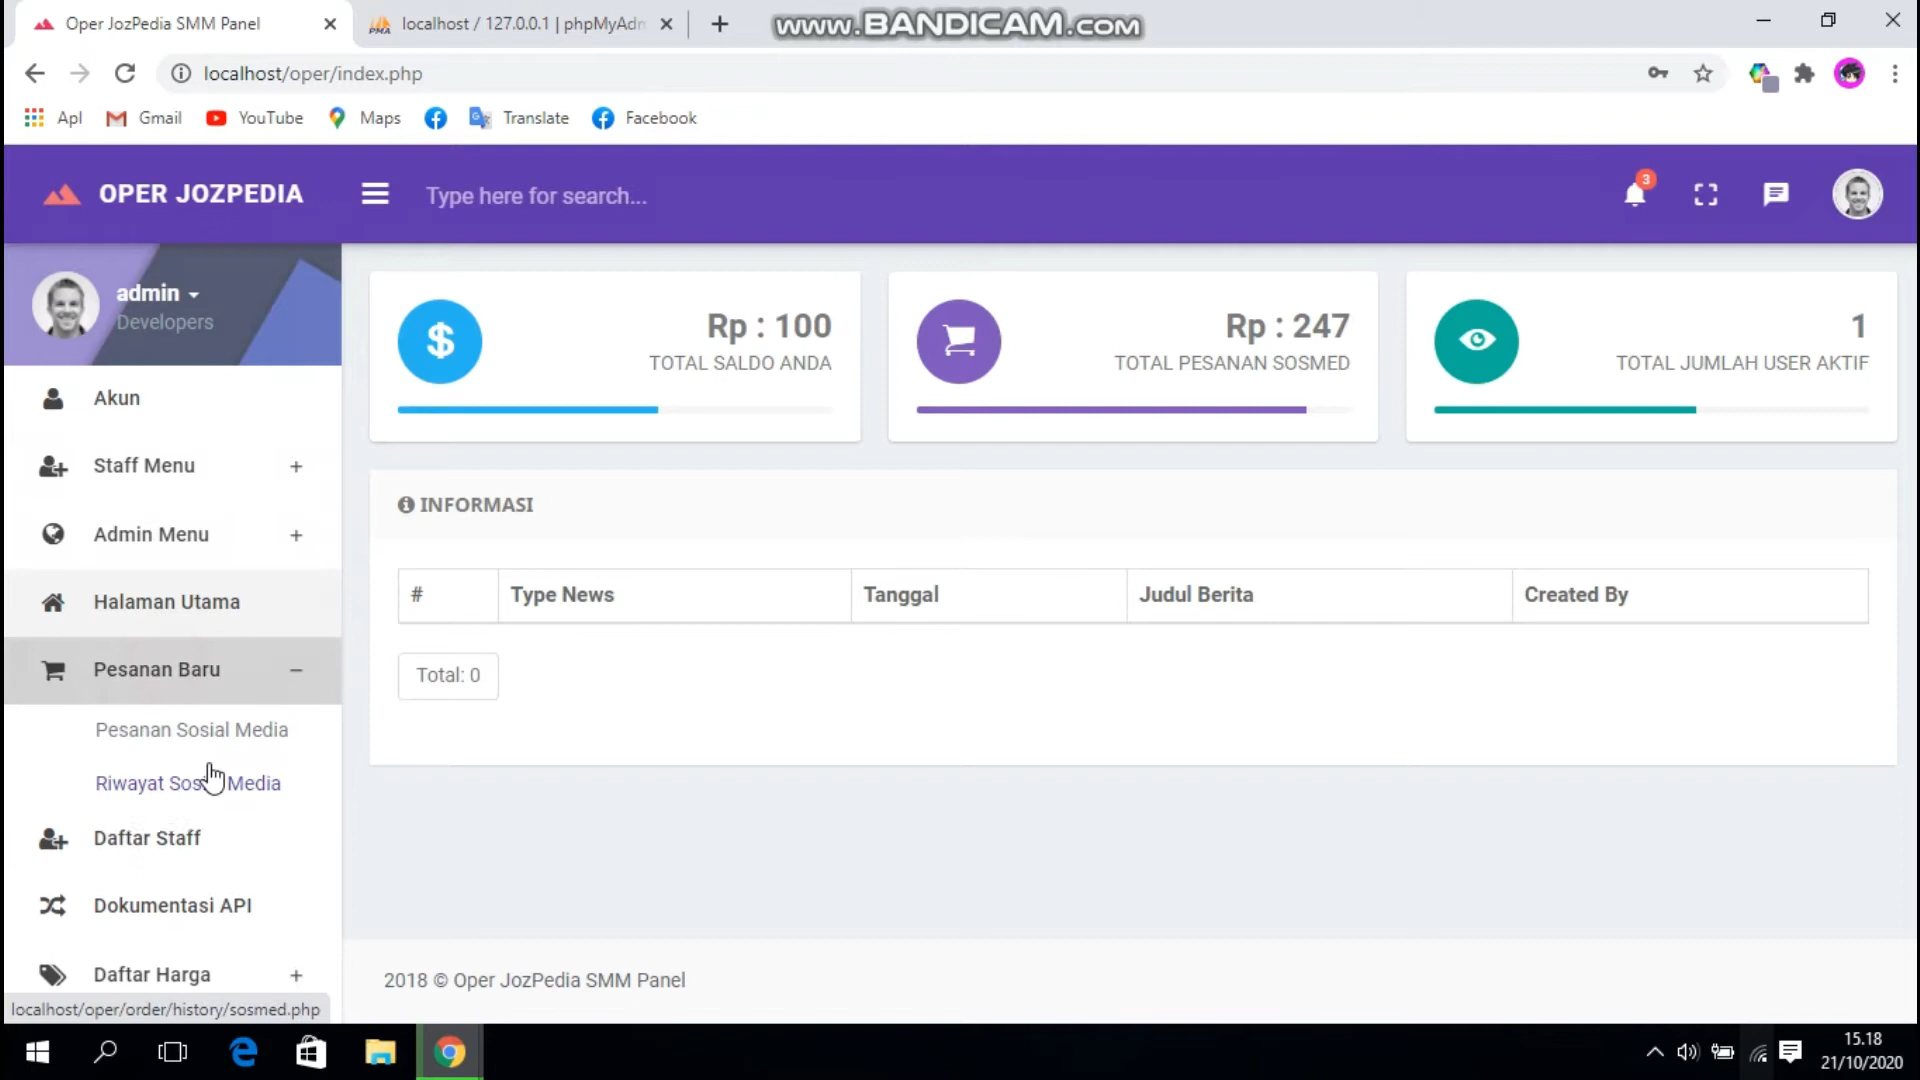 Oper JozPedia SMM Panel
localhost / 127.0.0.1 | phpMyAdm
www.BANDICAM.com
localhost/oper/index.php
Apl
Gmail
YouTube
Maps
Translate
Facebook
OPER JOZPEDIA
Type here for search...
3
admin
Developers
Rp : 100
TOTAL SALDO ANDA
Rp : 247
TOTAL PESANAN SOSMED
1
TOTAL JUMLAH USER AKTIF
Akun
Staff Menu +
Admin Menu +
Halaman Utama
Pesanan Baru −
Pesanan Sosial Media
Riwayat Sosial Media
Daftar Staff
Dokumentasi API
Daftar Harga +
INFORMASI
# Type News Tanggal Judul Berita Created By
Total: 0
2018 © Oper JozPedia SMM Panel
localhost/oper/order/history/sosmed.php
15.18
21/10/2020